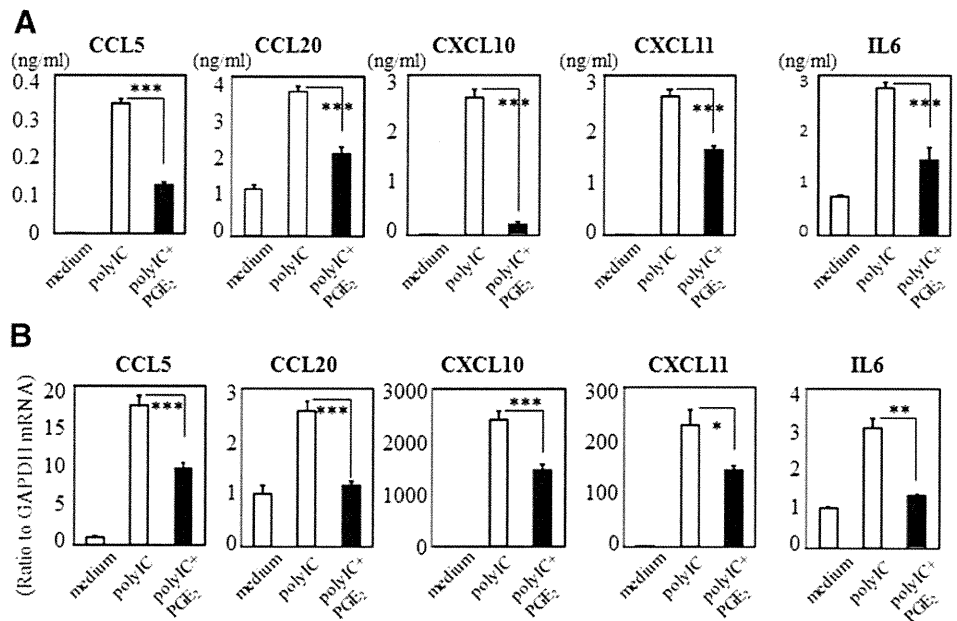 A
CCL5 CCL20 CXCL10 CXCL11 IL6
(ng/ml) (ng/ml) (ng/ml) (ng/ml) (ng/ml)
0.4 4 3 3 3
0.3 3 2 2 2
0.2 2 1 1 1
0.1 1 0 0 0
0 0
*** *** *** *** ***
medium polyIC polyIC+ PGE₂ medium polyIC polyIC+ PGE₂ medium polyIC polyIC+ PGE₂ medium polyIC polyIC+ PGE₂ medium polyIC polyIC+ PGE₂
B
CCL5 CCL20 CXCL10 CXCL11 IL6
(Ratio to GAPDH mRNA)
20 3 3000 300 4
15 2 2000 200 3
10 1 1000 100 2
5 0 0 0 1
0 0
*** *** *** * **
medium polyIC polyIC+ PGE₂ medium polyIC polyIC+ PGE₂ medium polyIC polyIC+ PGE₂ medium polyIC polyIC+ PGE₂ medium polyIC polyIC+ PGE₂